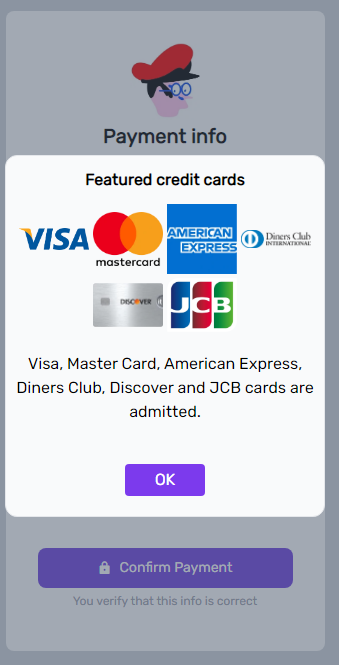 Payment info
Featured credit cards
VISA
mastercard
AMERICAN
EXPRESS
Diners Club
INTERNATIONAL
DISCOVER
JCB
Visa, Master Card, American Express,
Diners Club, Discover and JCB cards are
admitted.
OK
Confirm Payment
You verify that this info is correct